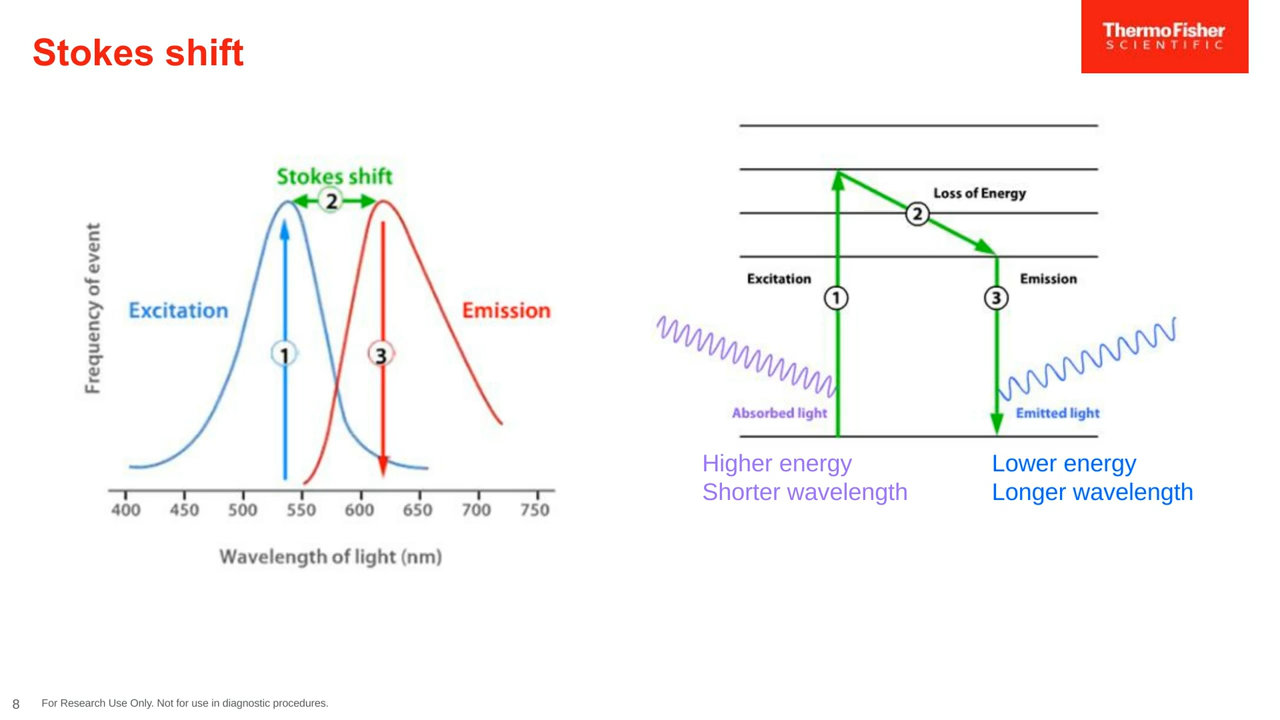 Stokes shift
ThermoFisher
SCIENTIFIC
Stokes shift
2
Frequency of event
Excitation
Emission
1
3
400 450 500 550 600 650 700 750
Wavelength of light (nm)
Loss of Energy
2
Excitation
Emission
1
3
Absorbed light
Emitted light
Higher energy
Shorter wavelength
Lower energy
Longer wavelength
8
For Research Use Only. Not for use in diagnostic procedures.